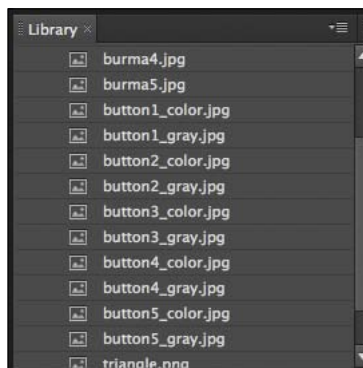 Library
burma4.jpg
burma5.jpg
button1_color.jpg
button1_gray.jpg
button2_color.jpg
button2_gray.jpg
button3_color.jpg
button3_gray.jpg
button4_color.jpg
button4_gray.jpg
button5_color.jpg
button5_gray.jpg
triangle.png